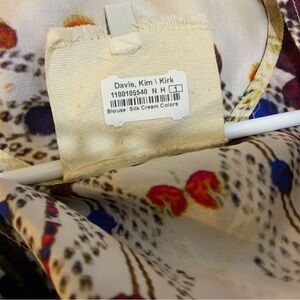 Davis, Kim \ Kirk
1100105540 N H 1
Blouse: Silk Cream Colors